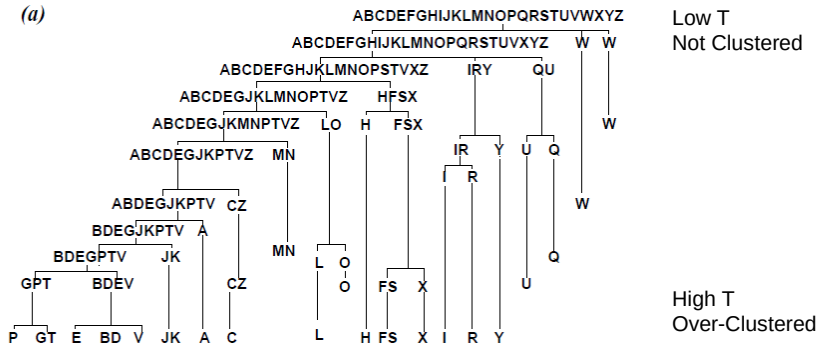 (a)
ABCDEFGHIJKLMNOPQRSTUVWXYZ
Low T
Not Clustered
ABCDEFGHIJKLMNOPQRSTUVXYZ W W
ABCDEFGHJKLMNOPSTVXZ IRY QU
ABCDEGJKLMNOPTVZ HFSX
ABCDEGJKMNPTVZ LO H FSX W
ABCDEGJKPTVZ MN IR Y U Q
I R
ABDEGJKPTV CZ W
BDEGJKPTV A
MN
BDEGPTV JK L O Q
GPT BDEV CZ O FS X U
High T
Over-Clustered
P GT E BD V JK A C L H FS X I R Y